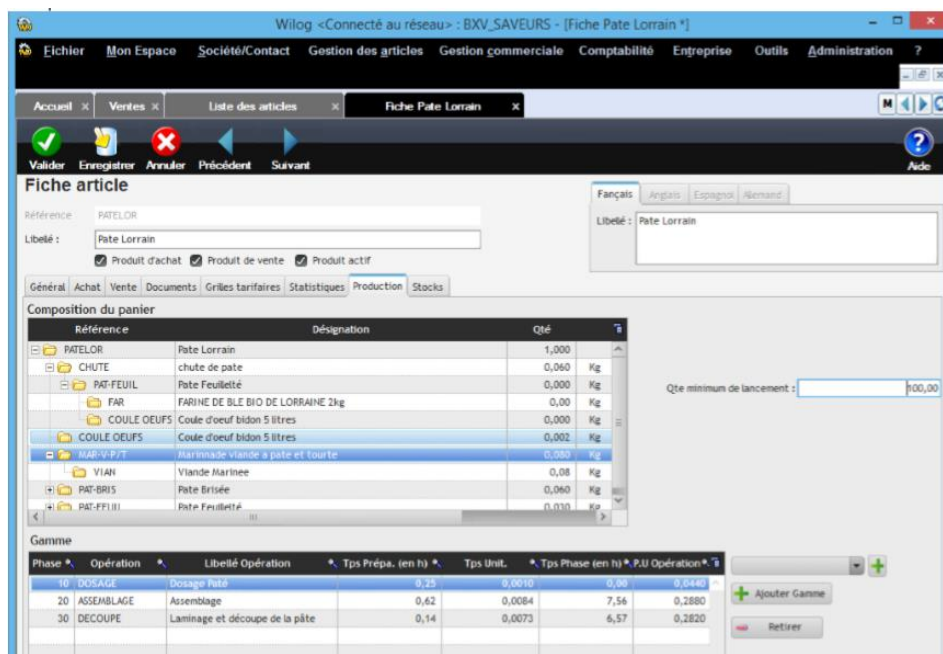 Wilog <Connecté au réseau> : BXV_SAVEURS - [Fiche Pate Lorrain *]
Fichier Mon Espace Société/Contact Gestion des articles Gestion commerciale Comptabilité Entreprise Outils Administration ?
Accueil x Ventes x Liste des articles x Fiche Pate Lorrain x M
Valider Enregistrer Annuler Précédent Suivant Aide
Fiche article
Fançais Anglais Espagnol Alemand
Référence PATELOR
Libellé : Pate Lorrain
Libellé : Pate Lorrain
Produit d'achat Produit de vente Produit actif
Général Achat Vente Documents Grilles tarifaires Statistiques Production Stocks
Composition du panier
Référence Désignation Qté
PATELOR Pate Lorrain 1,000
CHUTE chute de pate 0,060 Kg
PAT-FEUIL Pate Feuilleité 0,000 Kg
Qte minimum de lancement : 100,00
FAR FARINE DE BLE BIO DE LORRAINE 2kg 0,00 Kg
COULE OEUFS Coule d'oeuf bidon 5 litres 0,000 Kg
COULE OEUFS Coule d'oeuf bidon 5 litres 0,002 Kg
MAR-V-P/T Marinnade viande a pate et tourte 0,080 Kg
VIAN Viande Marinee 0,08 Kg
PAT-BRIS Pate Brisée 0,060 Kg
PAT-FEUIL Pate Feuilleité 0,030 Kg
Gamme
Phase Opération Libellé Opération Tps Prépa. (en h) Tps Unit. Tps Phase (en h) P.U Opération
10 DOSAGE Dosage Paté 0,25 0,0010 0,90 0,0440
20 ASSEMBLAGE Assemblage 0,62 0,0084 7,56 0,2880
30 DECOUPE Laminage et découpe de la pâte 0,14 0,0073 6,57 0,2820
Ajouter Gamme
Retirer